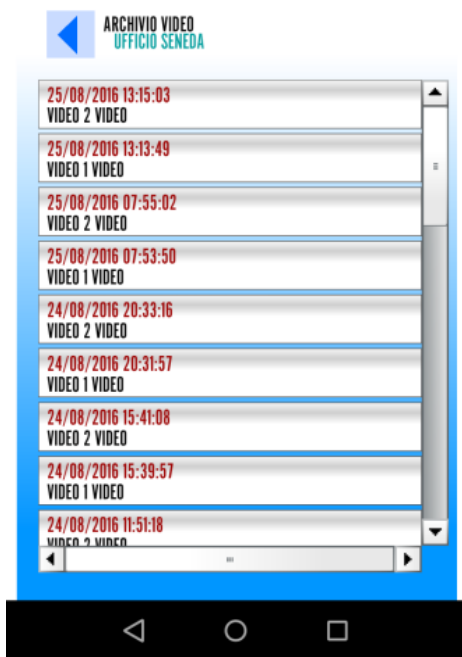 ARCHIVIO VIDEO
UFFICIO SENEDA
25/08/2016 13:15:03
VIDEO 2 VIDEO
25/08/2016 13:13:49
VIDEO 1 VIDEO
25/08/2016 07:55:02
VIDEO 2 VIDEO
25/08/2016 07:53:50
VIDEO 1 VIDEO
24/08/2016 20:33:16
VIDEO 2 VIDEO
24/08/2016 20:31:57
VIDEO 1 VIDEO
24/08/2016 15:41:08
VIDEO 2 VIDEO
24/08/2016 15:39:57
VIDEO 1 VIDEO
24/08/2016 11:51:18
VIDEO 2 VIDEO